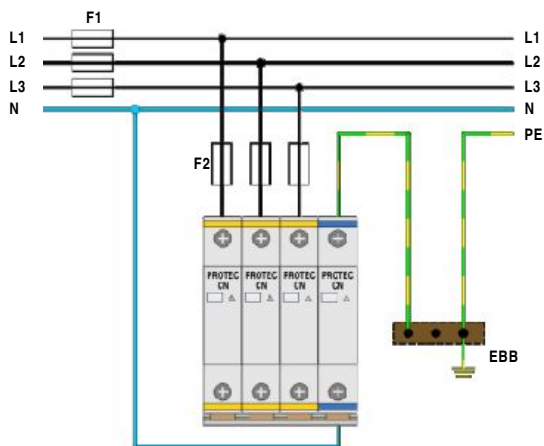 F1
L1 L1
L2 L2
L3 L3
N N
PE
F2
PROTEC CN
PROTEC CN
PROTEC CN
PROTEC CN
EBB